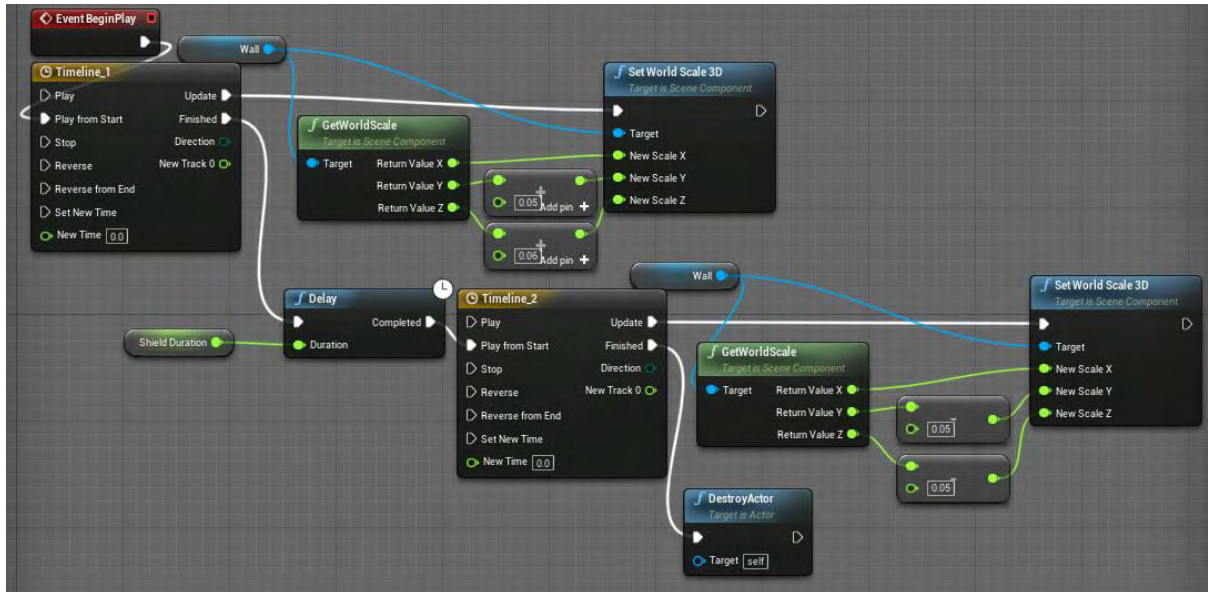 Event BeginPlay
Wall
Timeline_1
Play
Update
Play from Start
Finished
Stop
Direction
Reverse
New Track 0
Reverse from End
Set New Time
New Time 0.0
GetWorldScale
Target is Scene Component
Target
Return Value X
Return Value Y
Return Value Z
+
0.05 Add pin +
+
0.06 Add pin +
Set World Scale 3D
Target is Scene Component
Target
New Scale X
New Scale Y
New Scale Z
Shield Duration
Delay
Completed
Duration
Timeline_2
Play
Update
Play from Start
Finished
Stop
Direction
Reverse
New Track 0
Reverse from End
Set New Time
New Time 0.0
Wall
GetWorldScale
Target is Scene Component
Target
Return Value X
Return Value Y
Return Value Z
-
0.05
-
0.05
Set World Scale 3D
Target is Scene Component
Target
New Scale X
New Scale Y
New Scale Z
DestroyActor
Target is Actor
Target self